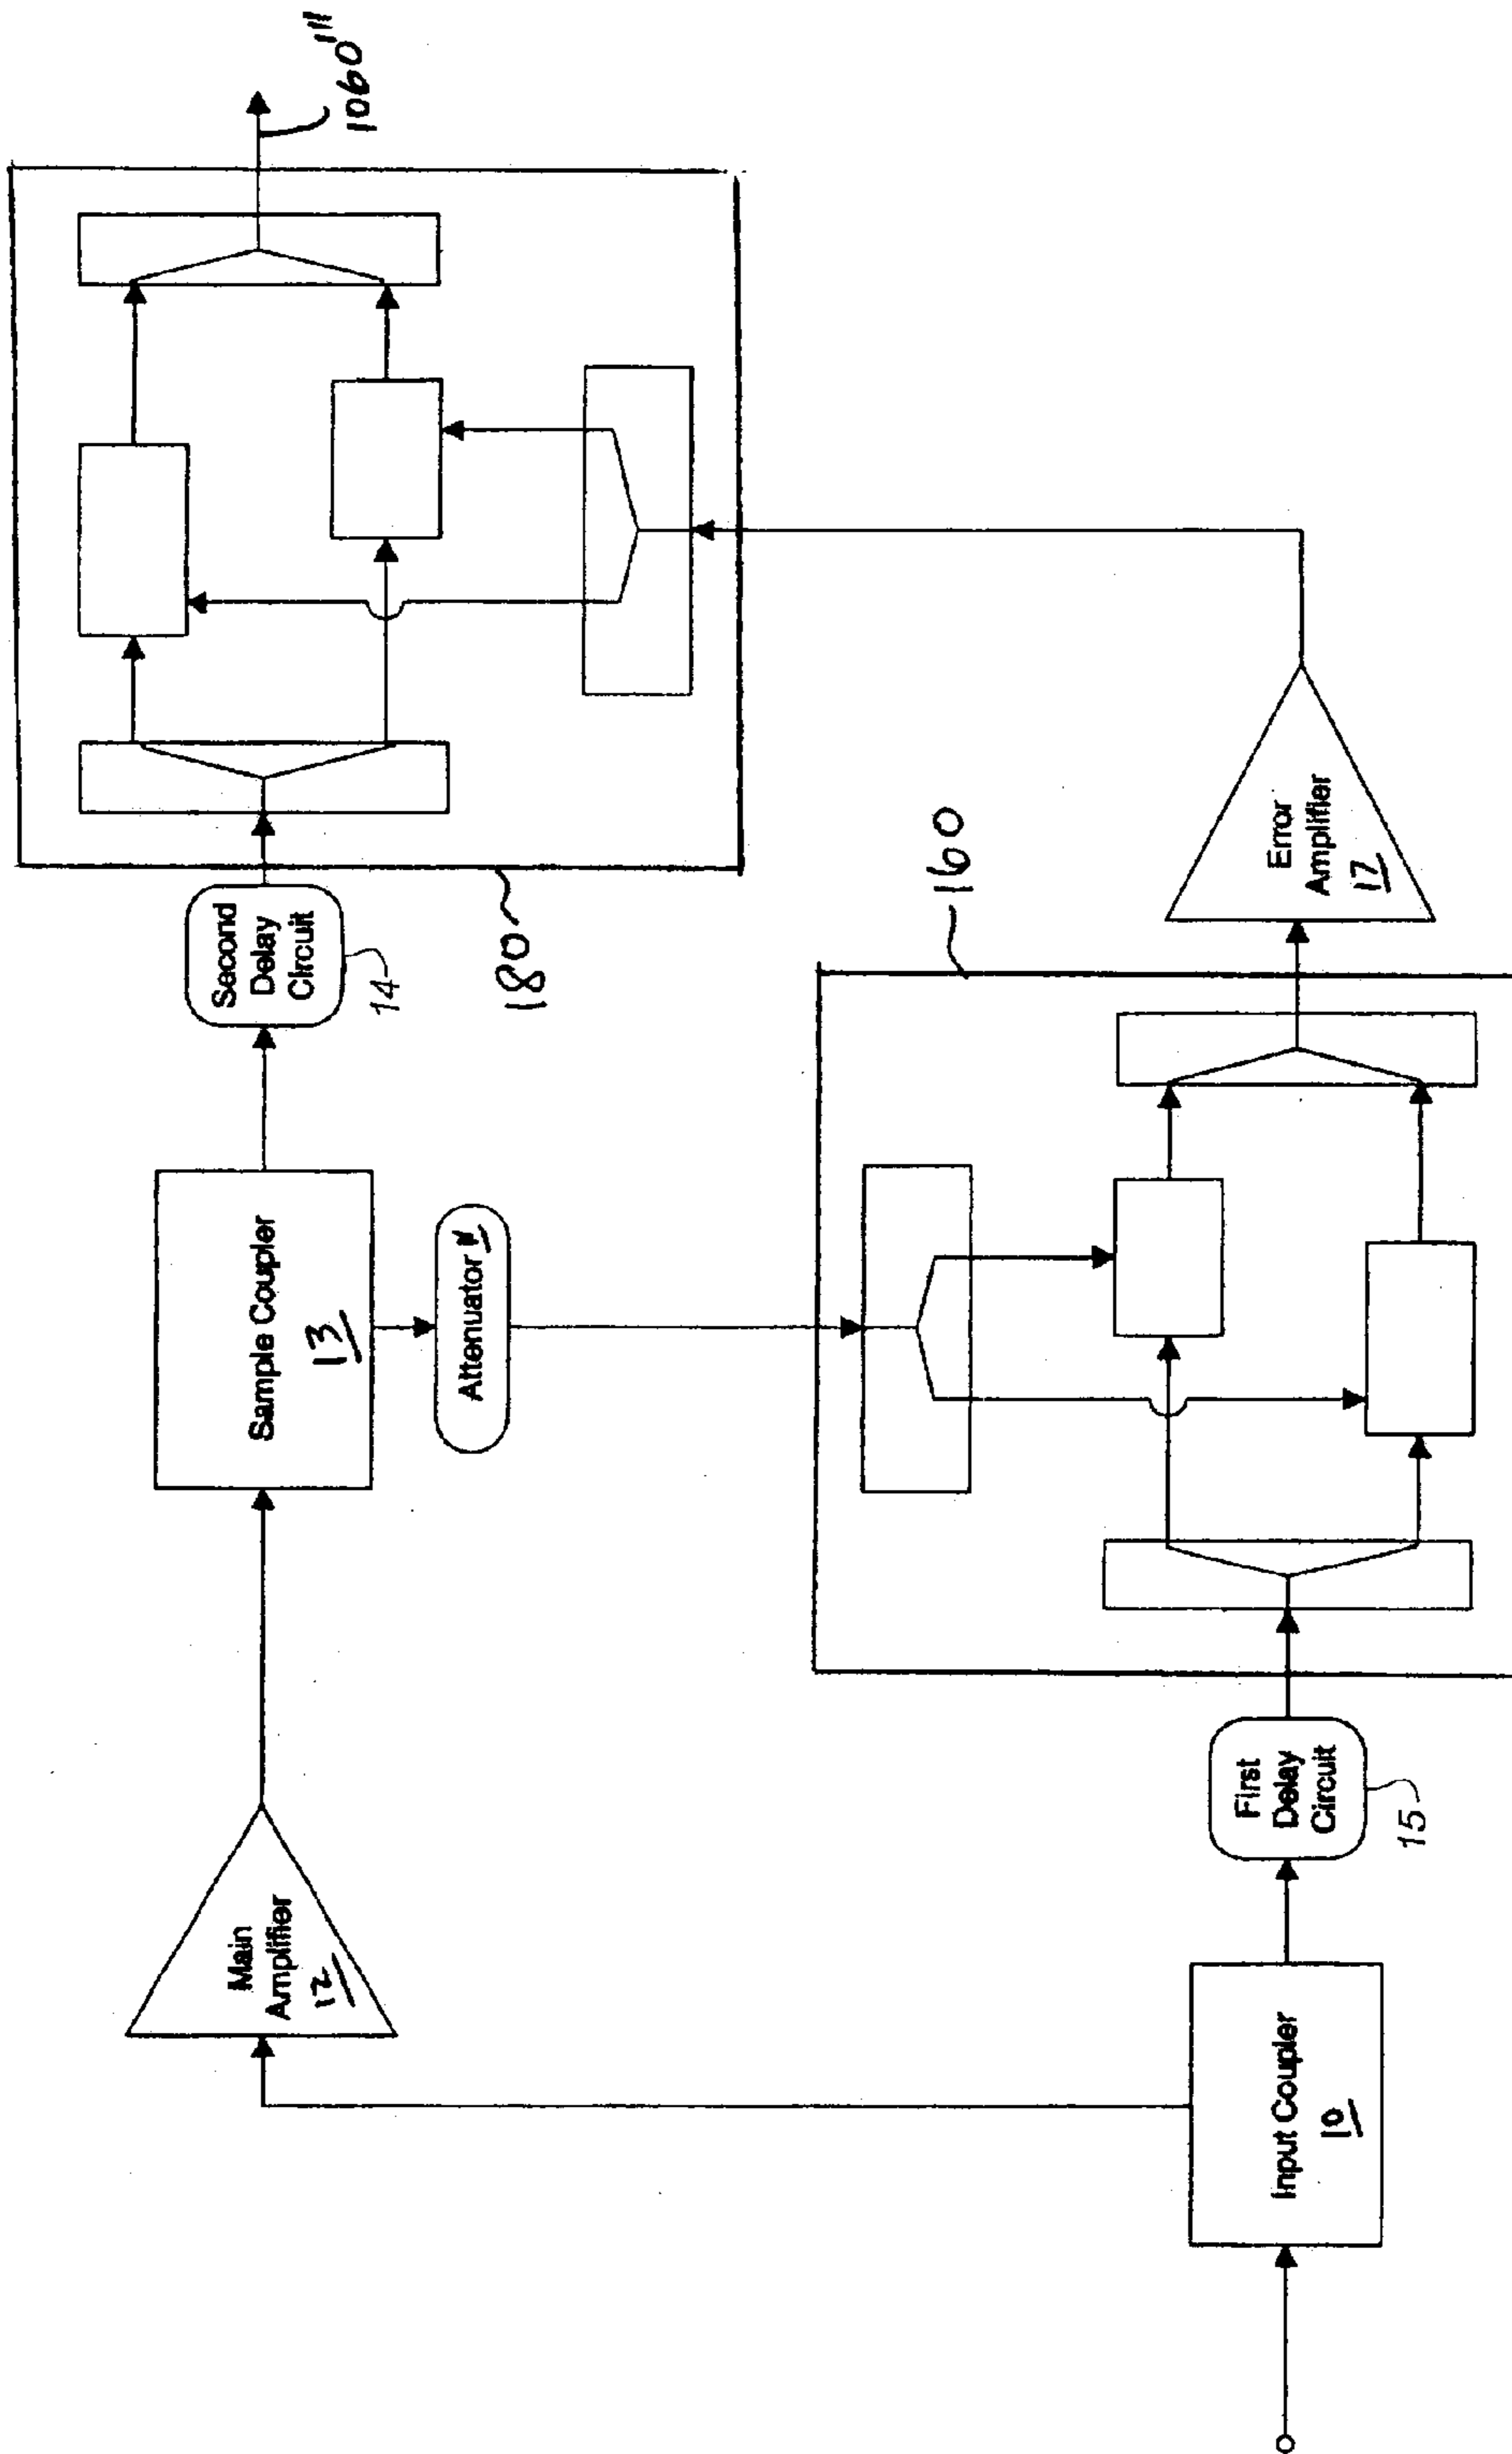 Main
Amplifier
12
Sample Coupler
13
Second
Delay
Circuit
14
180
1060'''
Attenuator
160
Input Coupler
10
First
Delay
Circuit
15
Error
Amplifier
17